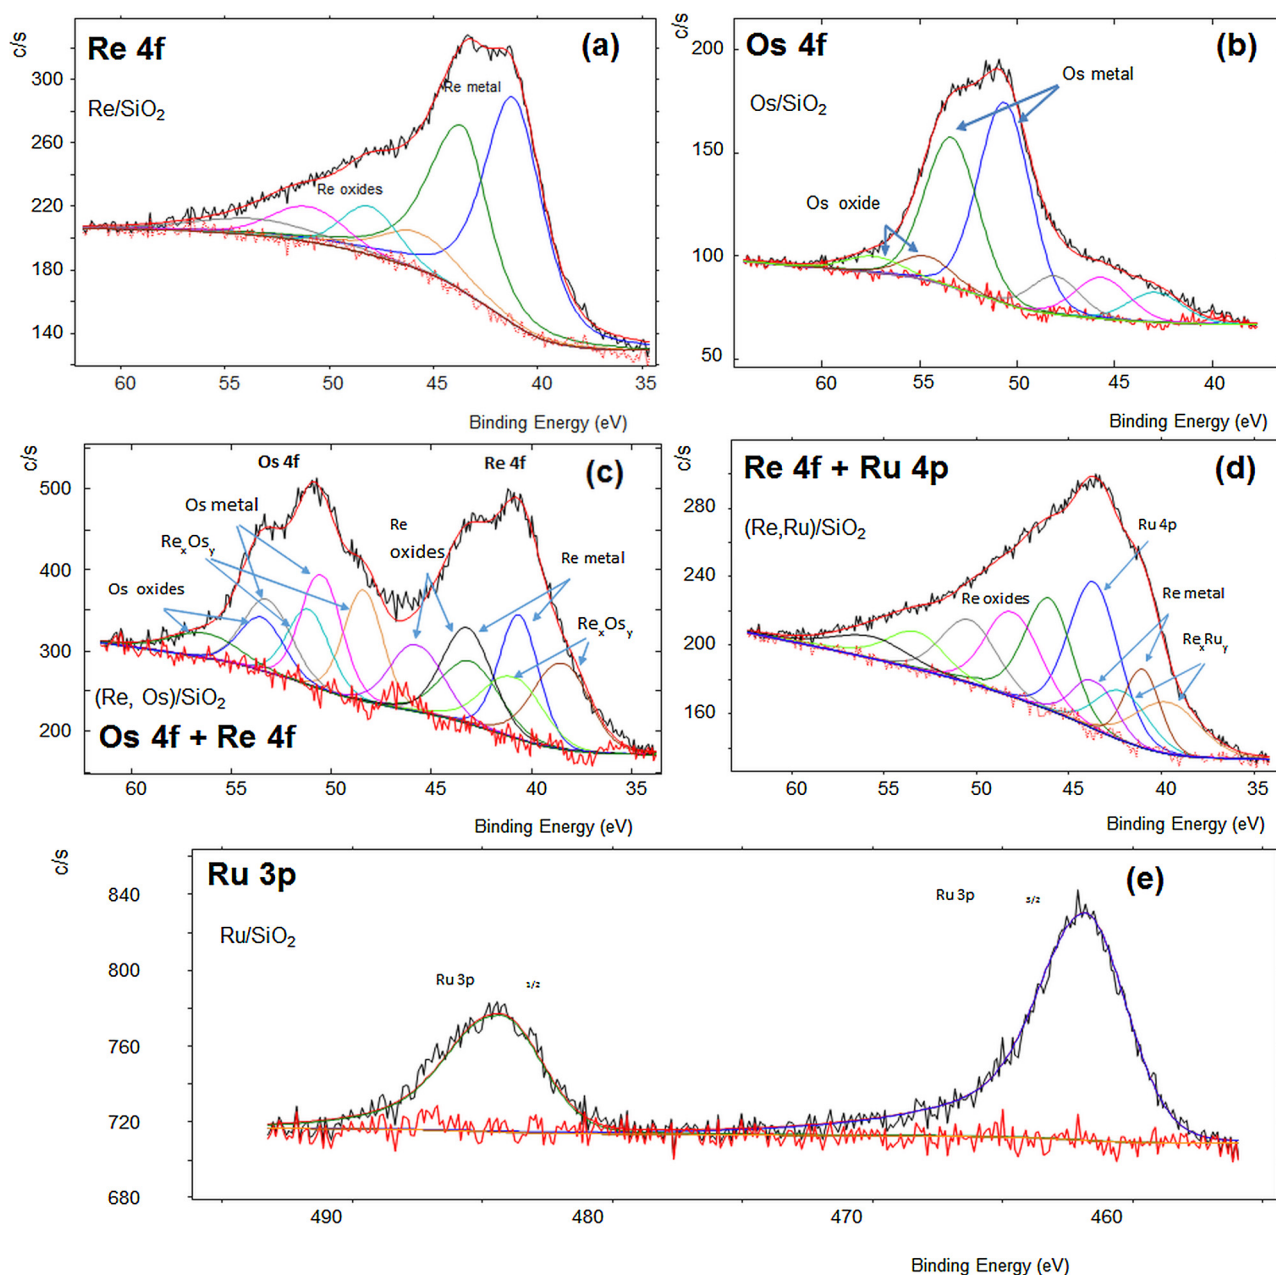 c/s
Re 4f
(a)
300
Re/SiO2
Re metal
260
220
Re oxides
180
140
60 55 50 45 40 35
Binding Energy (eV)
c/s
200
Os 4f
(b)
Os metal
Os/SiO2
150
Os oxide
100
50
60 55 50 45 40
Binding Energy (eV)
c/s
Os 4f
Re 4f
(c)
500
Os metal
Re
oxides
RexOsy
400
Re metal
Os oxides
RexOsy
300
(Re, Os)/SiO2
200
Os 4f + Re 4f
60 55 50 45 40 35
Binding Energy (eV)
c/s
Re 4f + Ru 4p
(d)
280
(Re,Ru)/SiO2
Ru 4p
240
Re oxides
Re metal
200
RexRuy
160
60 55 50 45 40 35
Binding Energy (eV)
c/s
Ru 3p
(e)
840
Ru 3p 3/2
Ru/SiO2
800
Ru 3p 1/2
760
720
680
490 480 470 460
Binding Energy (eV)